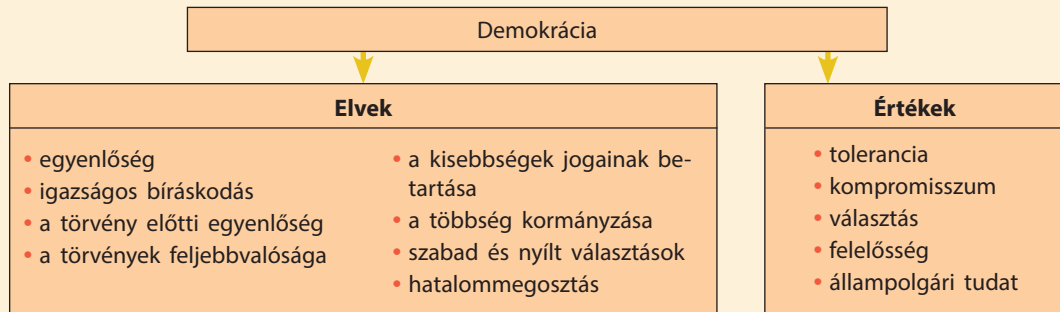 Demokrácia
Elvek
• egyenlőség
• igazságos bíráskodás
• a törvény előtti egyenlőség
• a törvények feljebbvalósága
• a kisebbségek jogainak be-
tartása
• a többség kormányzása
• szabad és nyílt választások
• hatalommegosztás
Értékek
• tolerancia
• kompromisszum
• választás
• felelősség
• állampolgári tudat